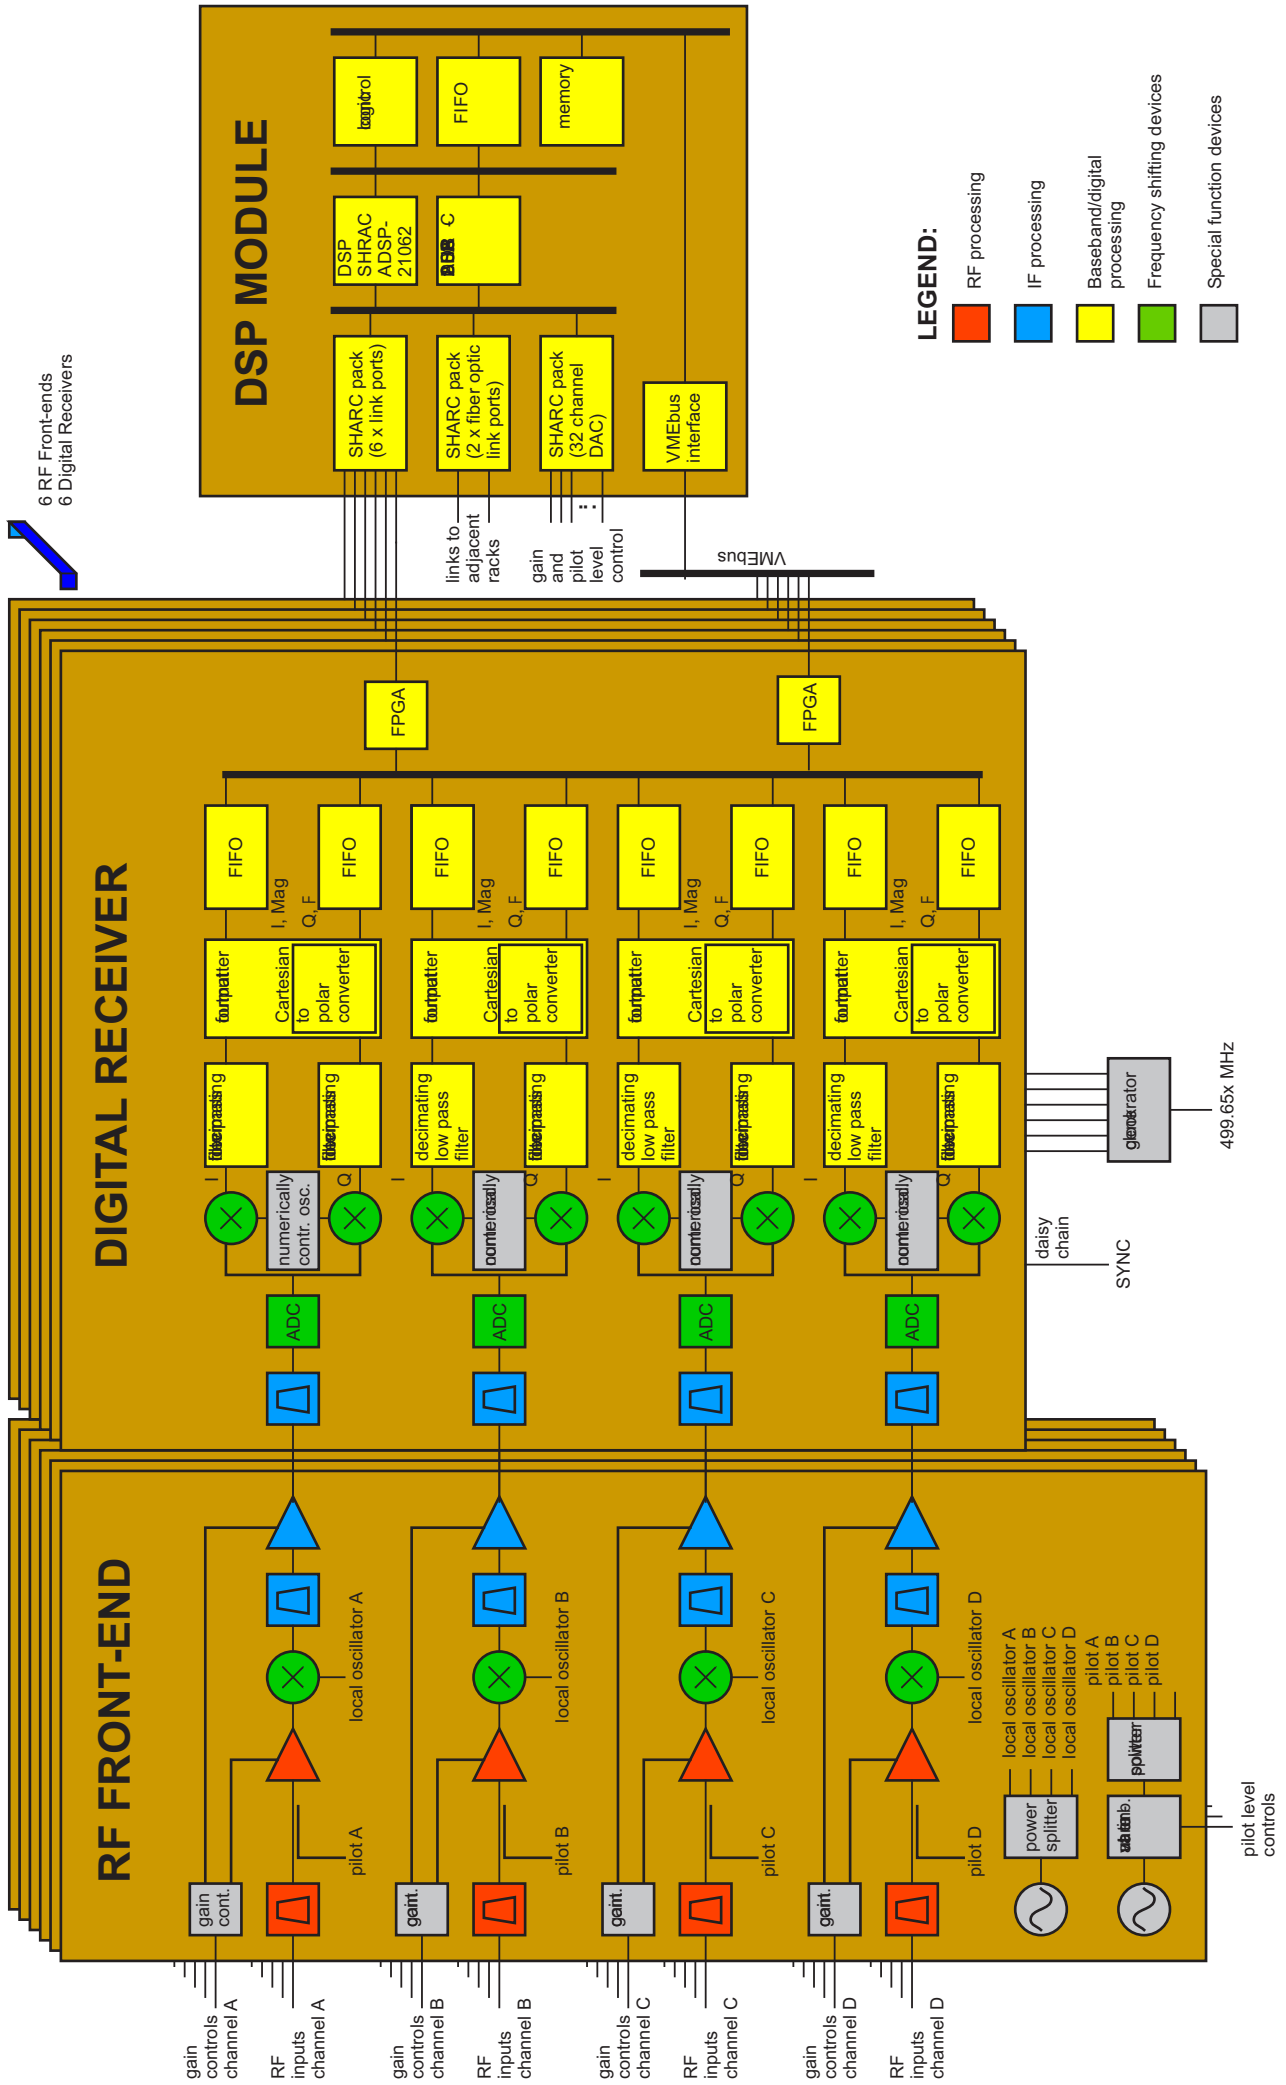 6 RF Front-ends
6 Digital Receivers
RF FRONT-END
DIGITAL RECEIVER
DSP MODULE
gain
controls
channel A
RF
inputs
channel A
gain
cont.
pilot A
local oscillator A
ADC
numerically
contr. osc.
I
Q
Cartesian
to
polar
converter
I, Mag
Q, F
FIFO
FIFO
gain
controls
channel B
RF
inputs
channel B
pilot B
local oscillator B
ADC
I
Q
decimating
low pass
filter
Cartesian
to
polar
converter
I, Mag
Q, F
FIFO
FIFO
gain
controls
channel C
RF
inputs
channel C
pilot C
local oscillator C
ADC
I
Q
decimating
low pass
filter
Cartesian
to
polar
converter
I, Mag
Q, F
FIFO
FIFO
gain
controls
channel D
RF
inputs
channel D
pilot D
local oscillator D
ADC
I
Q
decimating
low pass
filter
Cartesian
to
polar
converter
I, Mag
Q, F
FIFO
FIFO
FPGA
FPGA
power
splitter
local oscillator A
local oscillator B
local oscillator C
local oscillator D
pilot A
pilot B
pilot C
pilot D
pilot level
controls
daisy
chain
SYNC
499.65x MHz
VMEbus
links to
adjacent
racks
gain
and
pilot
level
control
SHARC pack
(6 x link ports)
SHARC pack
(2 x fiber optic
link ports)
SHARC pack
(32 channel
DAC)
VMEbus
interface
DSP
SHRAC
ADSP-
21062
FIFO
memory
LEGEND:
RF processing
IF processing
Baseband/digital
processing
Frequency shifting devices
Special function devices